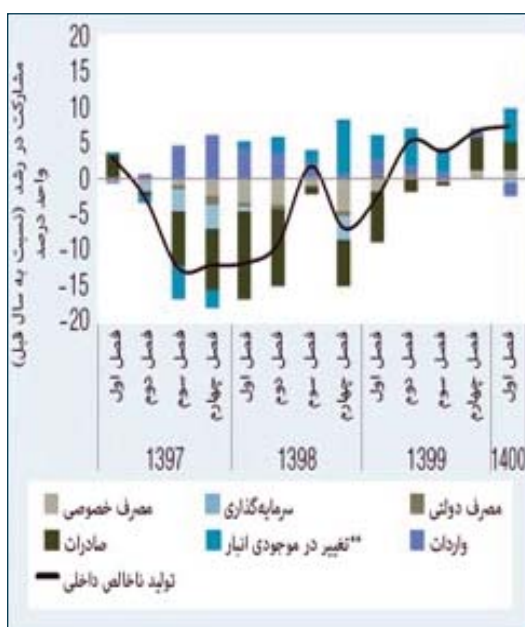 مشارکت در رشد (نسبت به سال قبل)
واحد درصد
20
15
10
5
0
-5
-10
-15
-20
فصل اول
فصل دوم
فصل سوم
فصل چهارم
فصل اول
فصل دوم
فصل سوم
فصل چهارم
فصل اول
فصل دوم
فصل سوم
فصل چهارم
فصل اول
1397 1398 1399 1400
مصرف دولتی سرمایه‌گذاری مصرف خصوصی
واردات تغییر در موجودی انبار** صادرات
تولید ناخالص داخلی